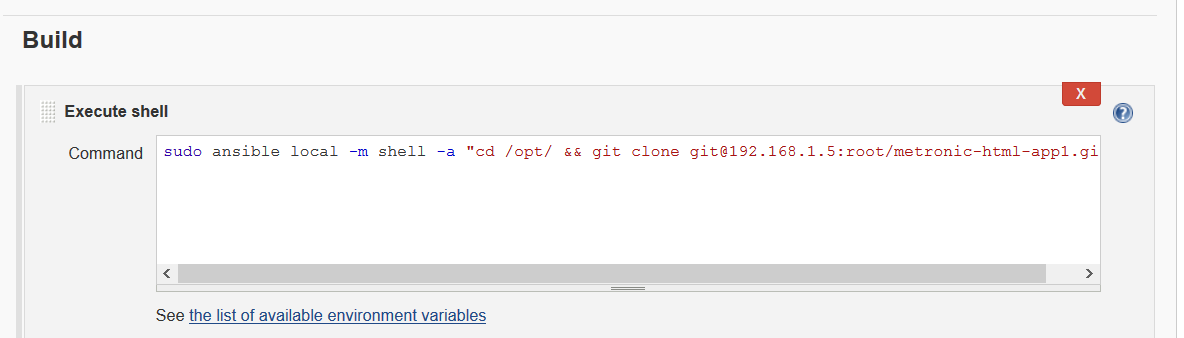 Build
X
Execute shell
?
Command
sudo ansible local -m shell -a "cd /opt/ && git clone git@192.168.1.5:root/metronic-html-app1.gi
See the list of available environment variables